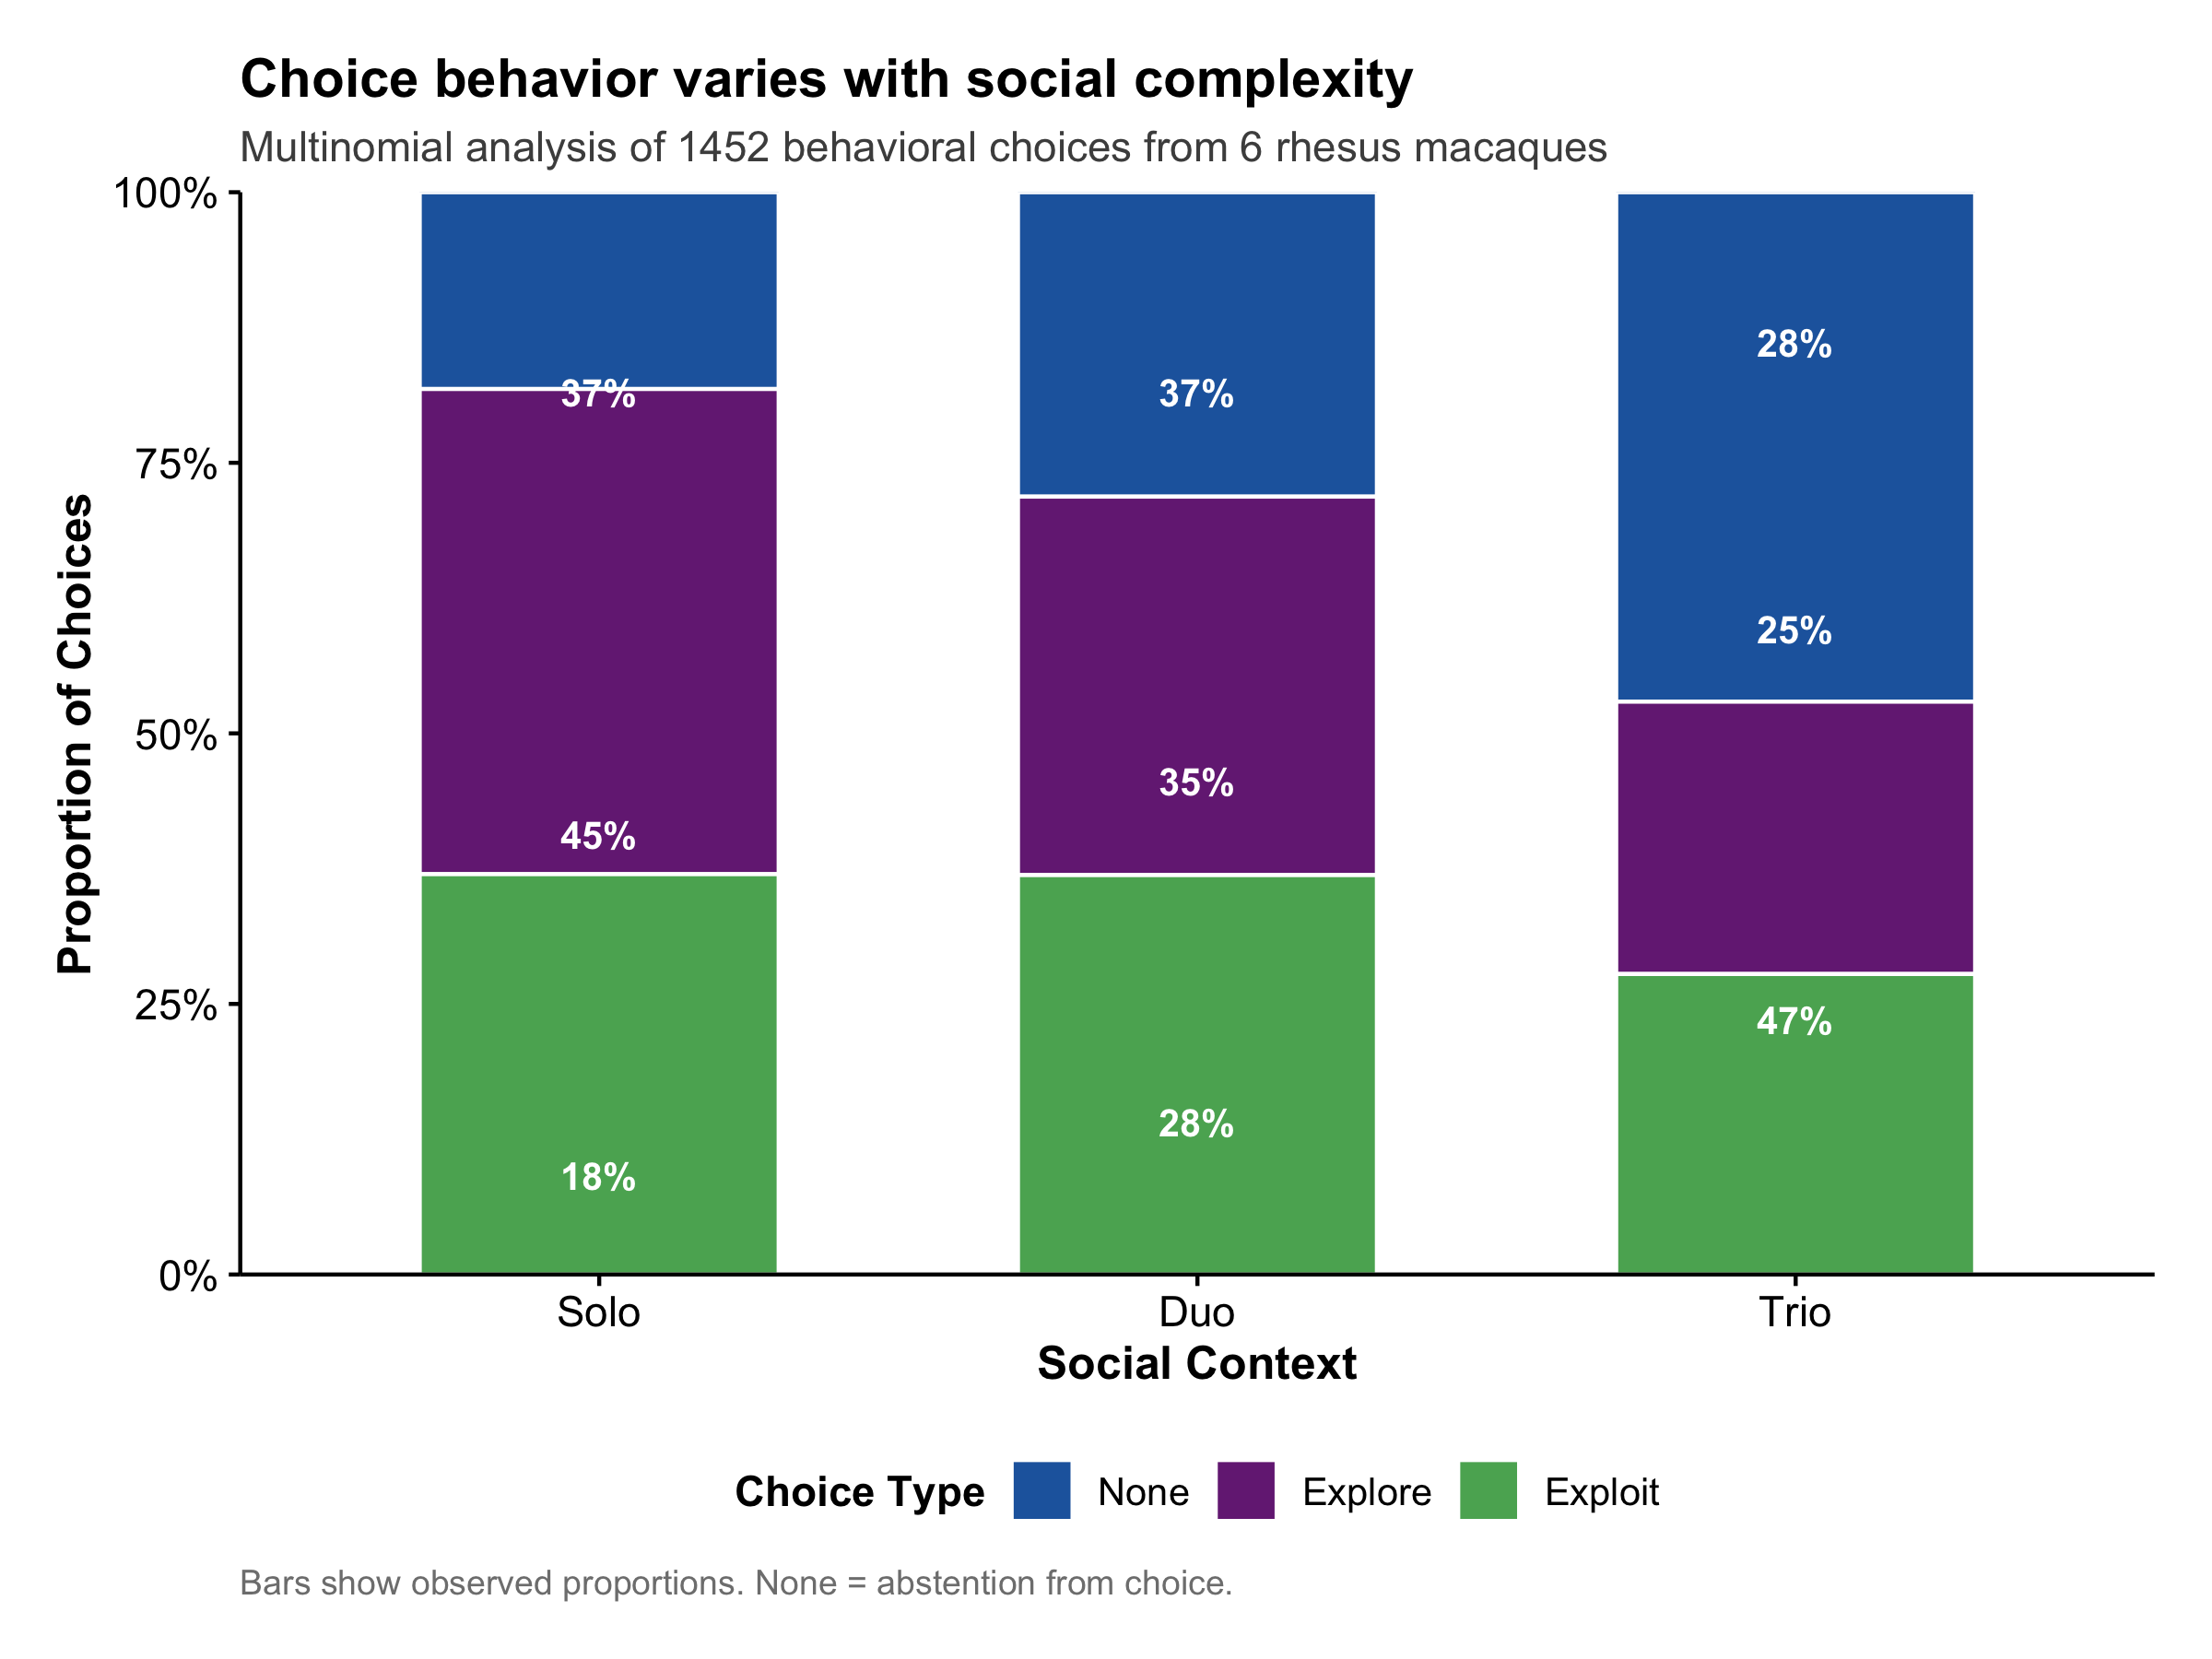 Choice behavior varies with social complexity
Multinomial analysis of 1452 behavioral choices from 6 rhesus macaques
Proportion of Choices
100%
75%
50%
25%
0%
37%
45%
18%
37%
35%
28%
28%
25%
47%
Solo
Duo
Trio
Social Context
Choice Type
None
Explore
Exploit
Bars show observed proportions. None = abstention from choice.